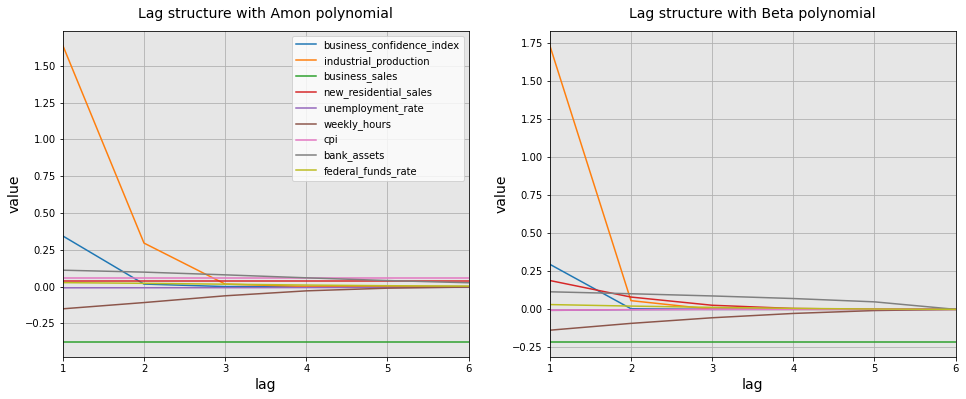 Lag structure with Amon polynomial
value
1.50
1.25
1.00
0.75
0.50
0.25
0.00
−0.25
business_confidence_index
industrial_production
business_sales
new_residential_sales
unemployment_rate
weekly_hours
cpi
bank_assets
federal_funds_rate
1 2 3 4 5 6
lag
Lag structure with Beta polynomial
value
1.75
1.50
1.25
1.00
0.75
0.50
0.25
0.00
−0.25
1 2 3 4 5 6
lag